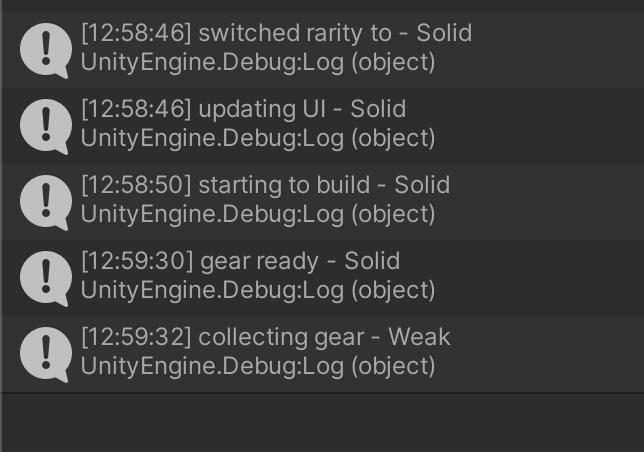 [12:58:46] switched rarity to - Solid
UnityEngine.Debug:Log (object)
[12:58:46] updating UI - Solid
UnityEngine.Debug:Log (object)
[12:58:50] starting to build - Solid
UnityEngine.Debug:Log (object)
[12:59:30] gear ready - Solid
UnityEngine.Debug:Log (object)
[12:59:32] collecting gear - Weak
UnityEngine.Debug:Log (object)